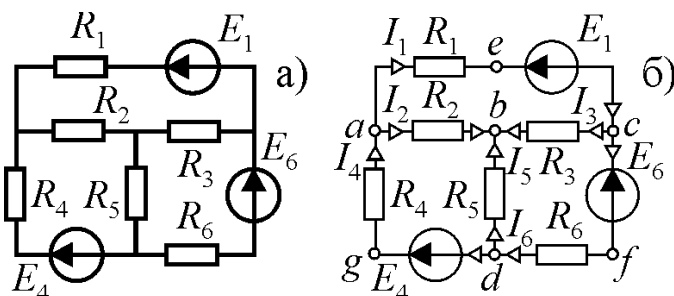 R₁ E₁ а)
R₂
R₃ E₆
R₄ R₅
R₆
E₄
I₁ R₁ e E₁ б)
a I₂ R₂ b I₃ c
I₄ I₅ R₃ E₆
R₄ R₅
I₆ R₆
g E₄ d f